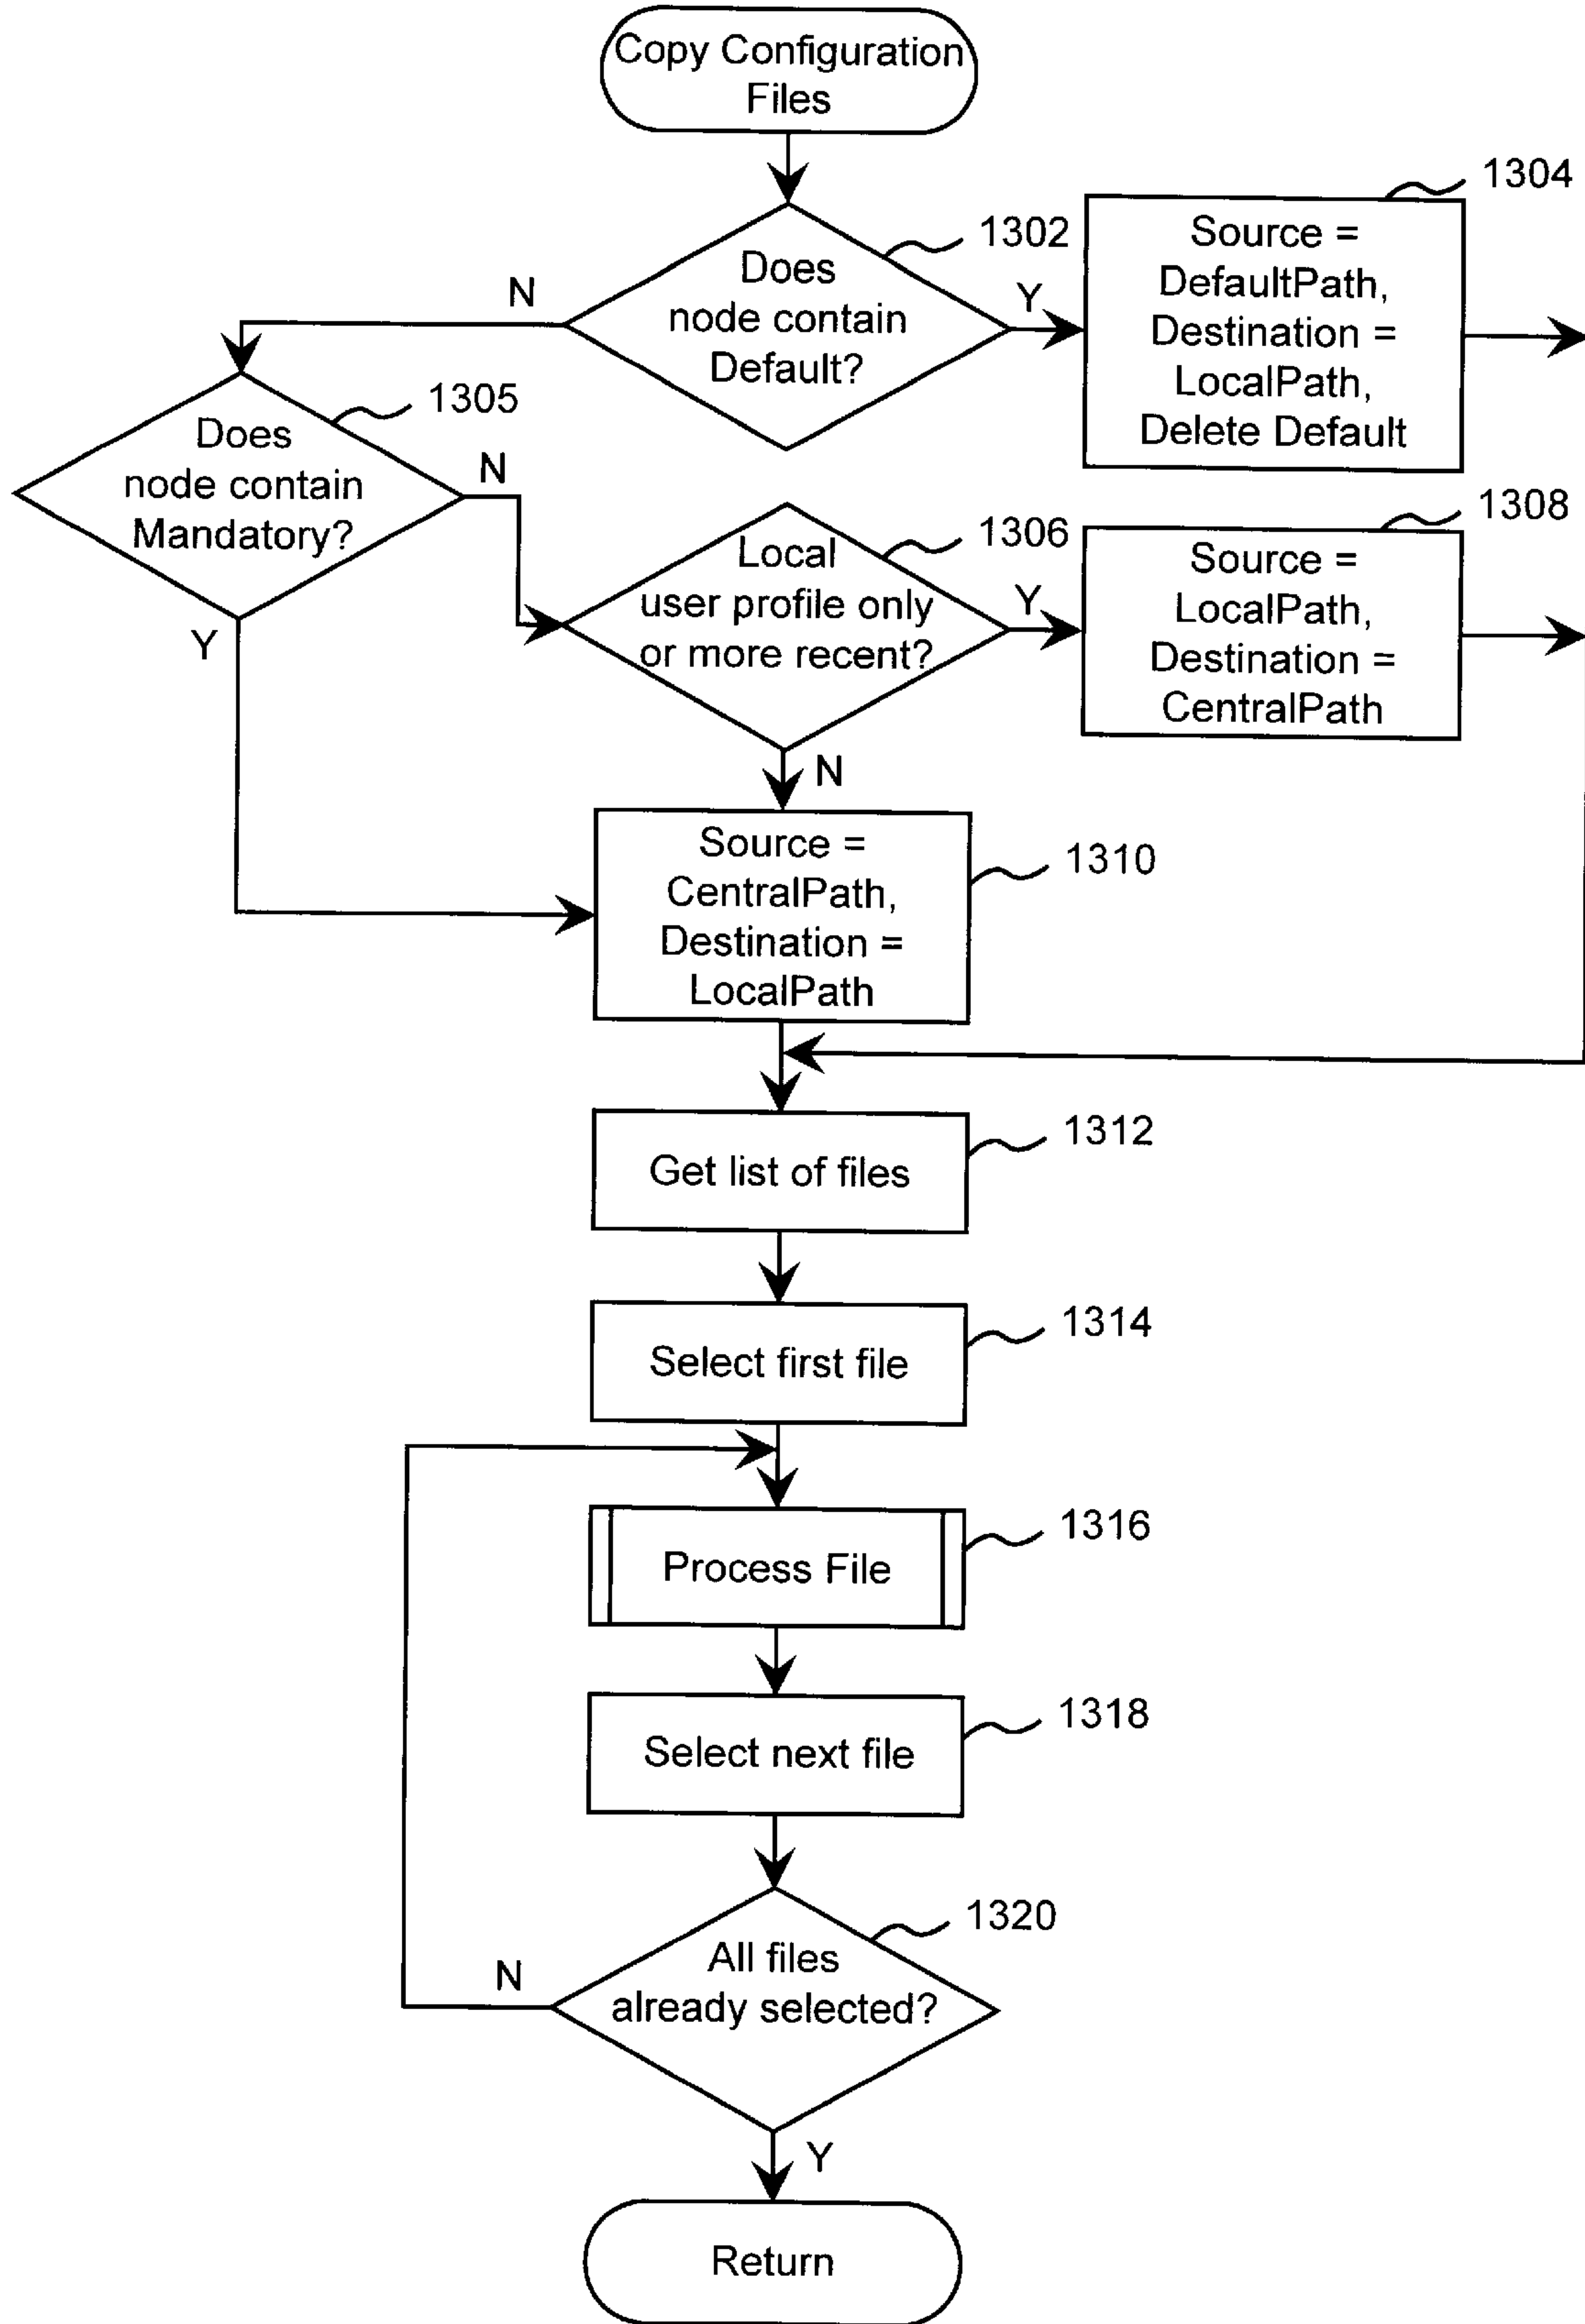 Copy Configuration
Files
1302
Does
node contain
Default?
N
Y
1304
Source =
DefaultPath,
Destination =
LocalPath,
Delete Default
1305
Does
node contain
Mandatory?
N
Y
1306
Local
user profile only
or more recent?
Y
N
1308
Source =
LocalPath,
Destination =
CentralPath
1310
Source =
CentralPath,
Destination =
LocalPath
1312
Get list of files
1314
Select first file
1316
Process File
1318
Select next file
1320
All files
already selected?
N
Y
Return